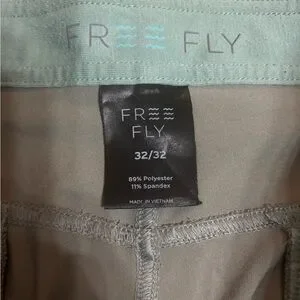 FREE FLY
FREE
FLY
32/32
89% Polyester
11% Spandex
MADE IN VIETNAM